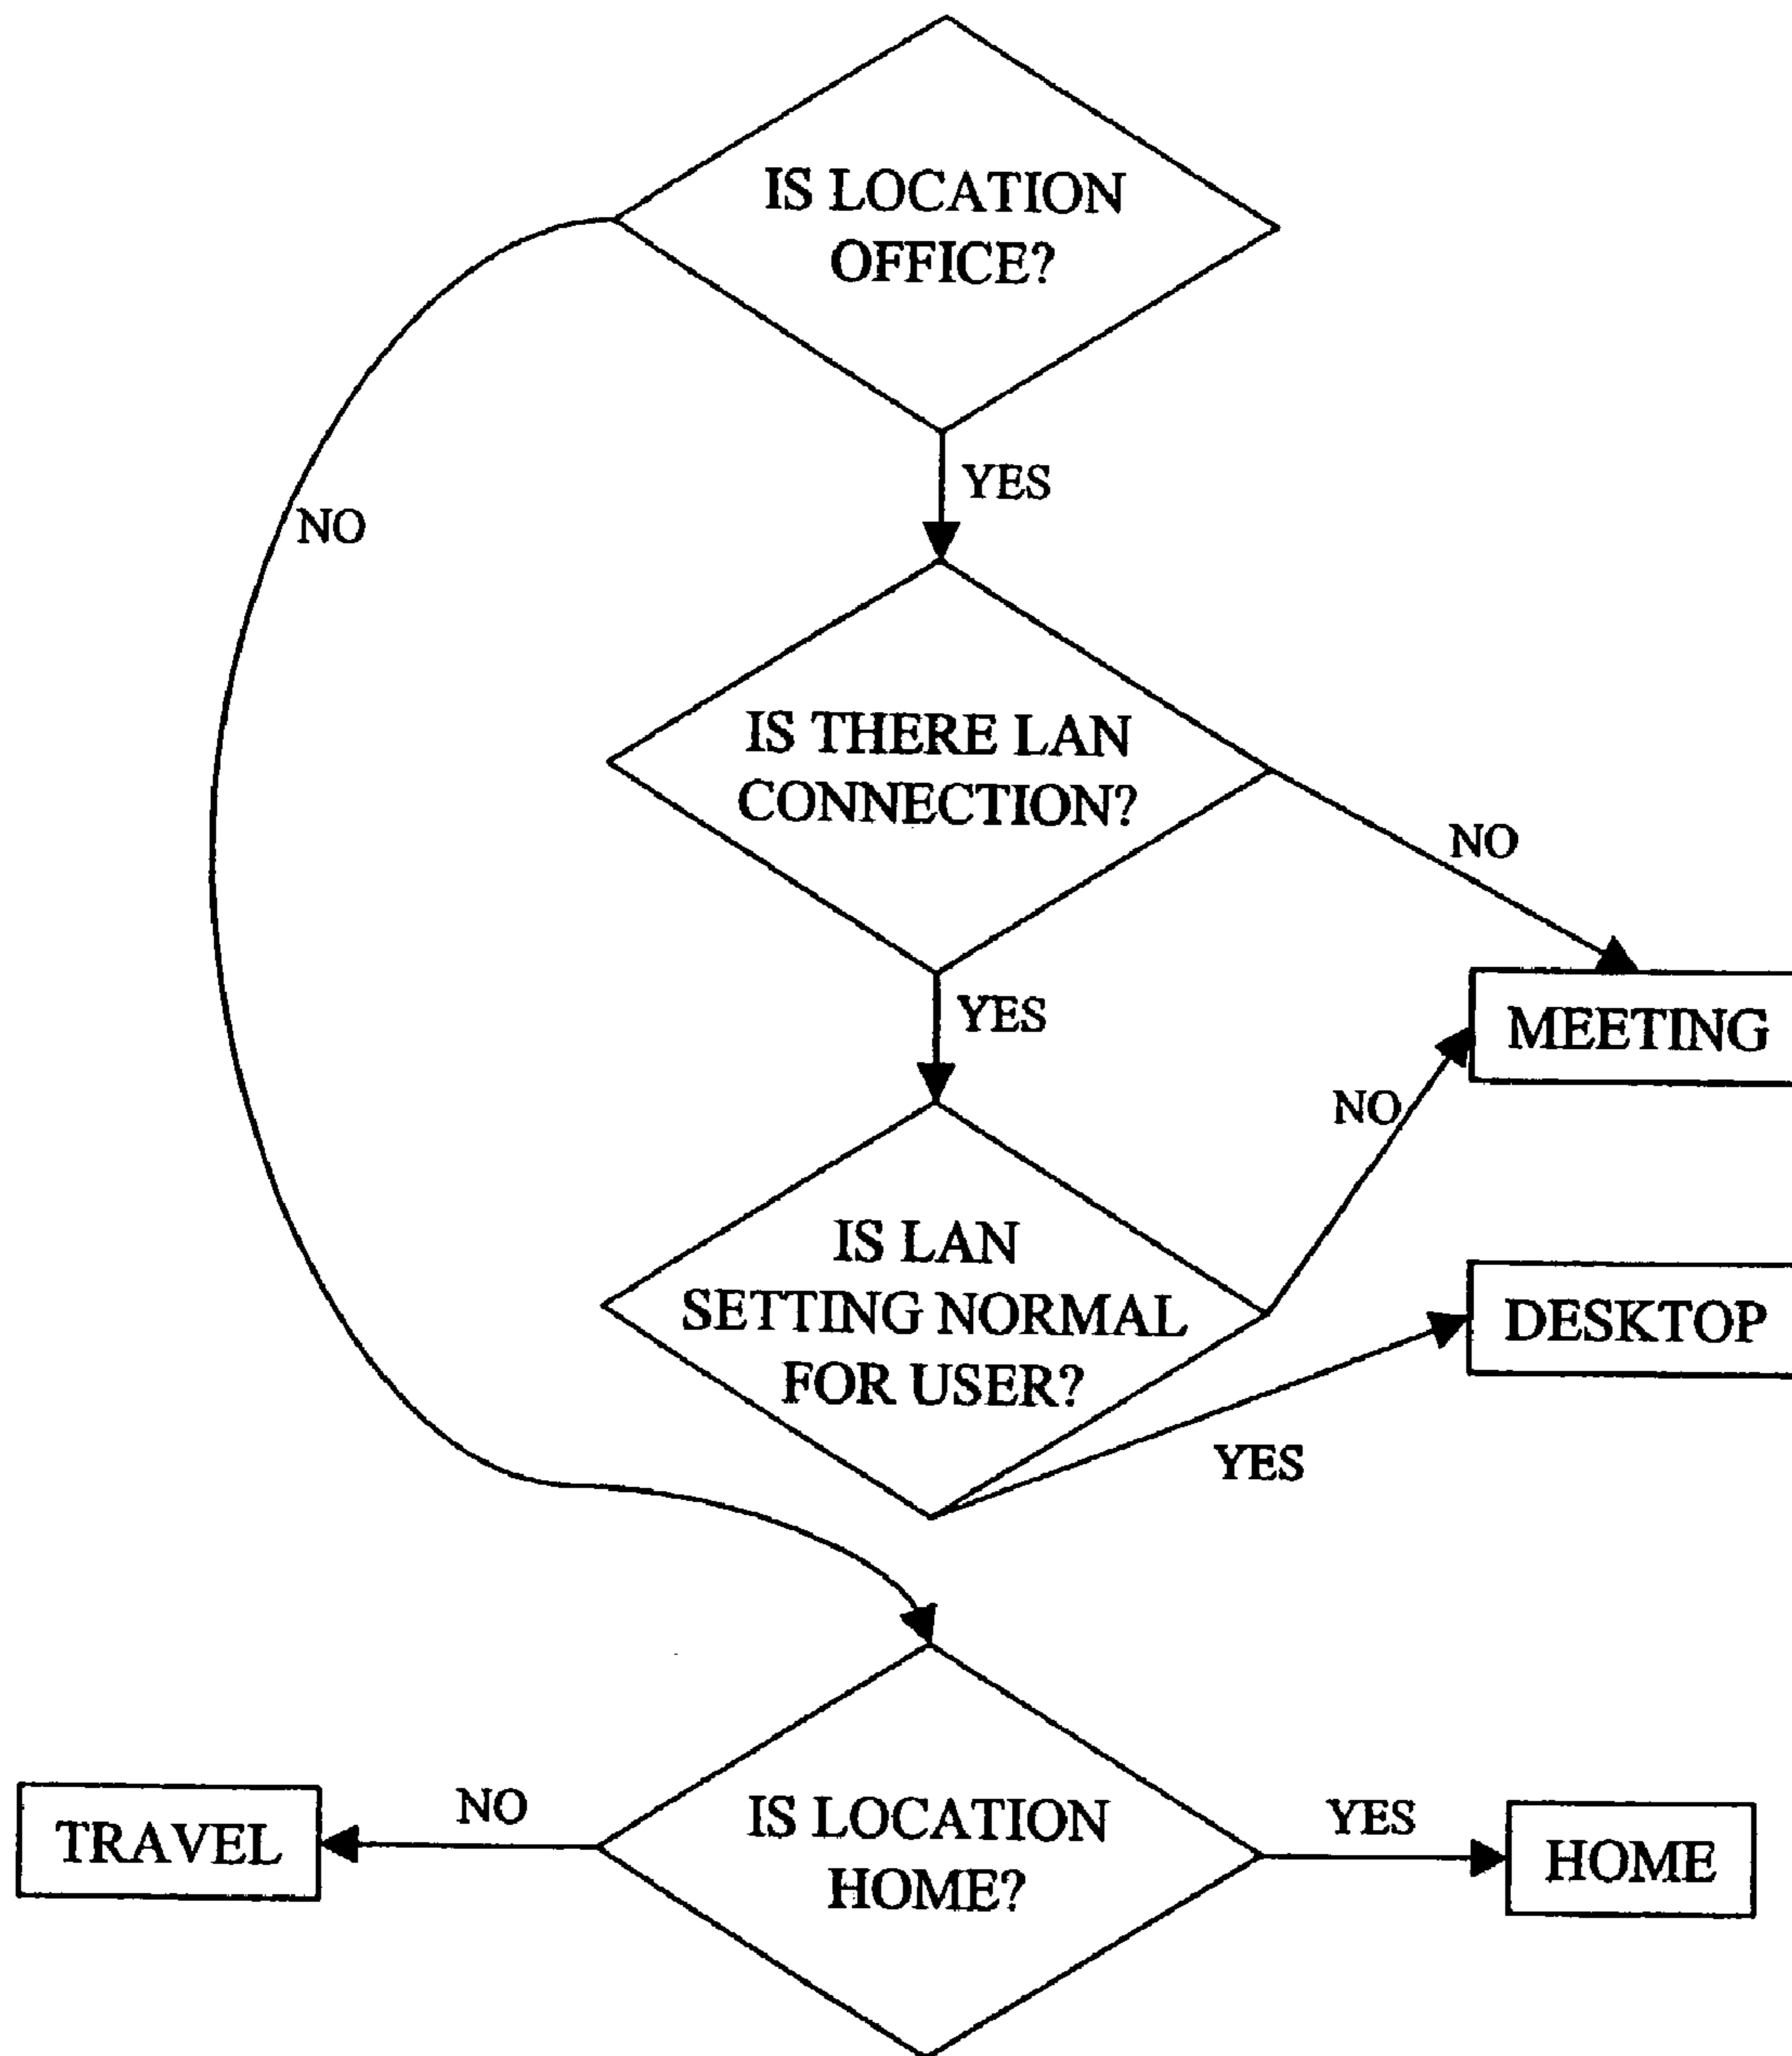 IS LOCATION
OFFICE?
YES
NO
IS THERE LAN
CONNECTION?
NO
YES
MEETING
NO
IS LAN
SETTING NORMAL
FOR USER?
DESKTOP
YES
IS LOCATION
HOME?
NO
TRAVEL
YES
HOME